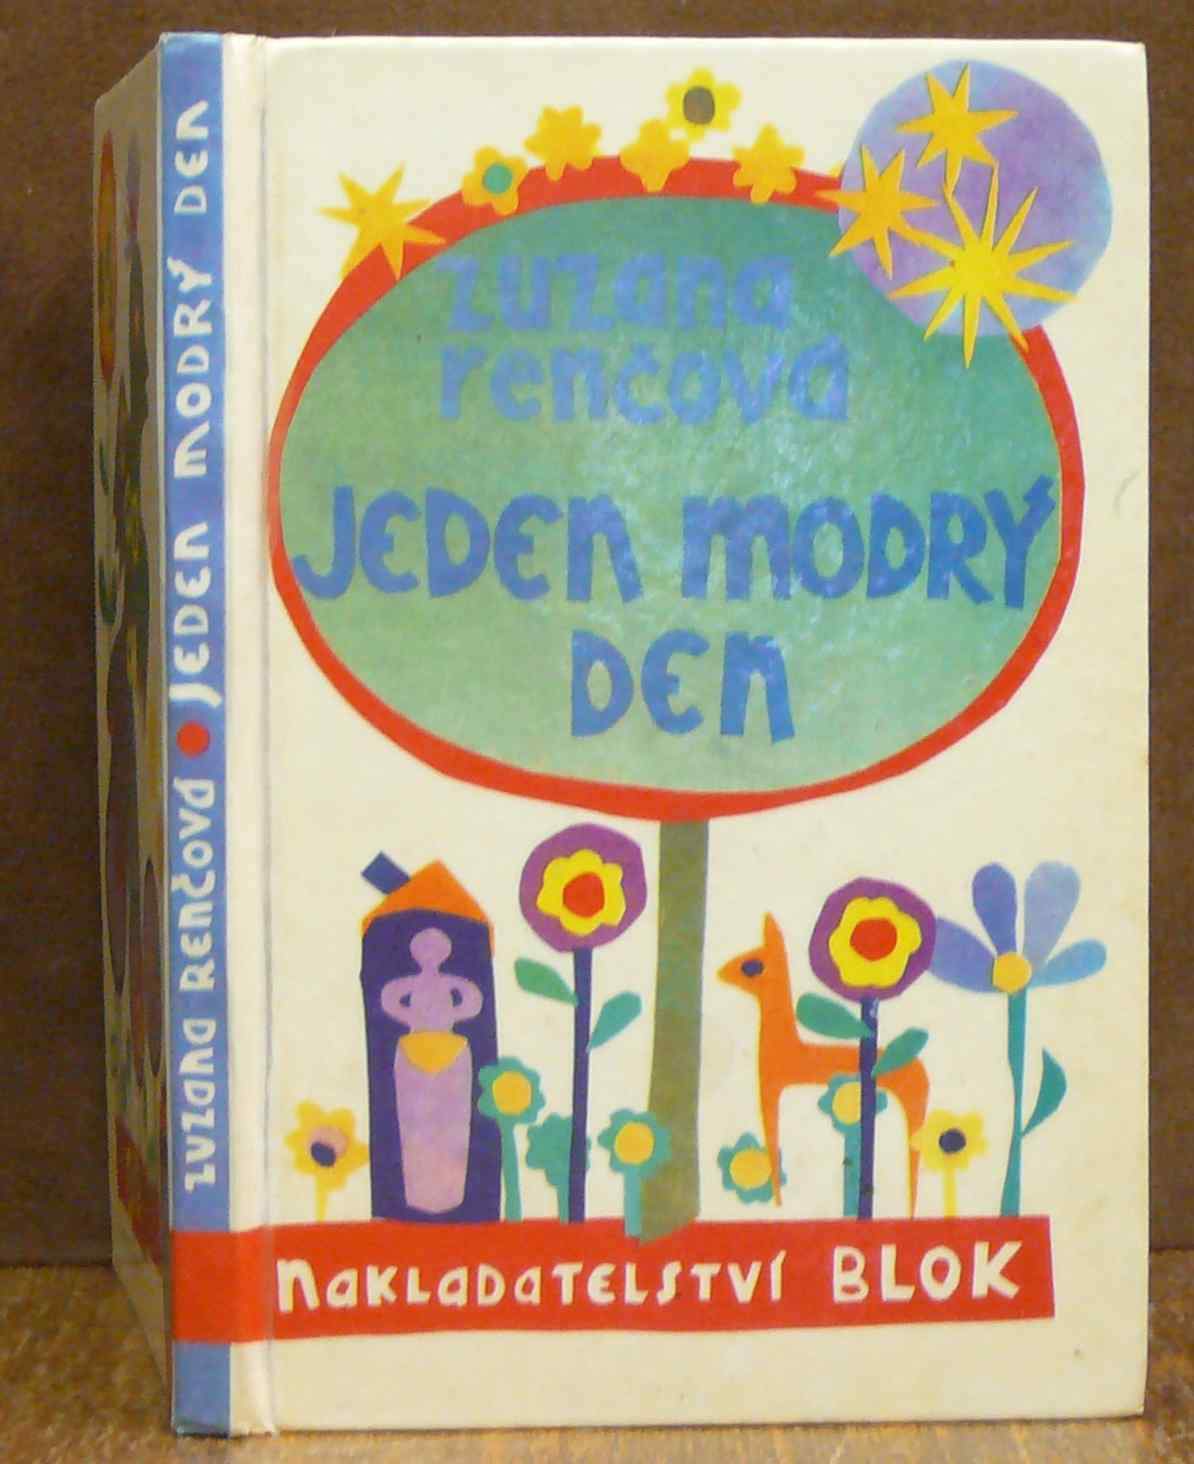 zuzana
renčová
JEDEN MODRÝ
DEN
NAKLADATELSTVÍ BLOK
ZUZANA RENČOVÁ • JEDEN MODRÝ DEN